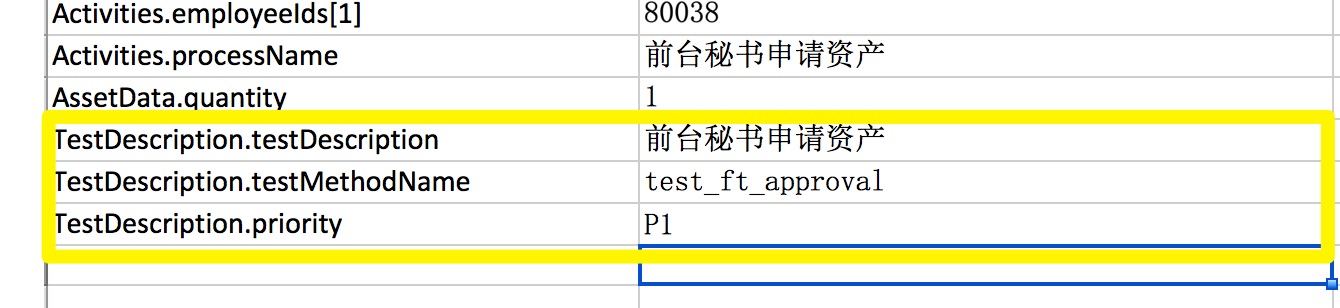 Activities.employeeIds[1] 80038
Activities.processName 前台秘书申请资产
AssetData.quantity 1
TestDescription.testDescription 前台秘书申请资产
TestDescription.testMethodName test_ft_approval
TestDescription.priority P1